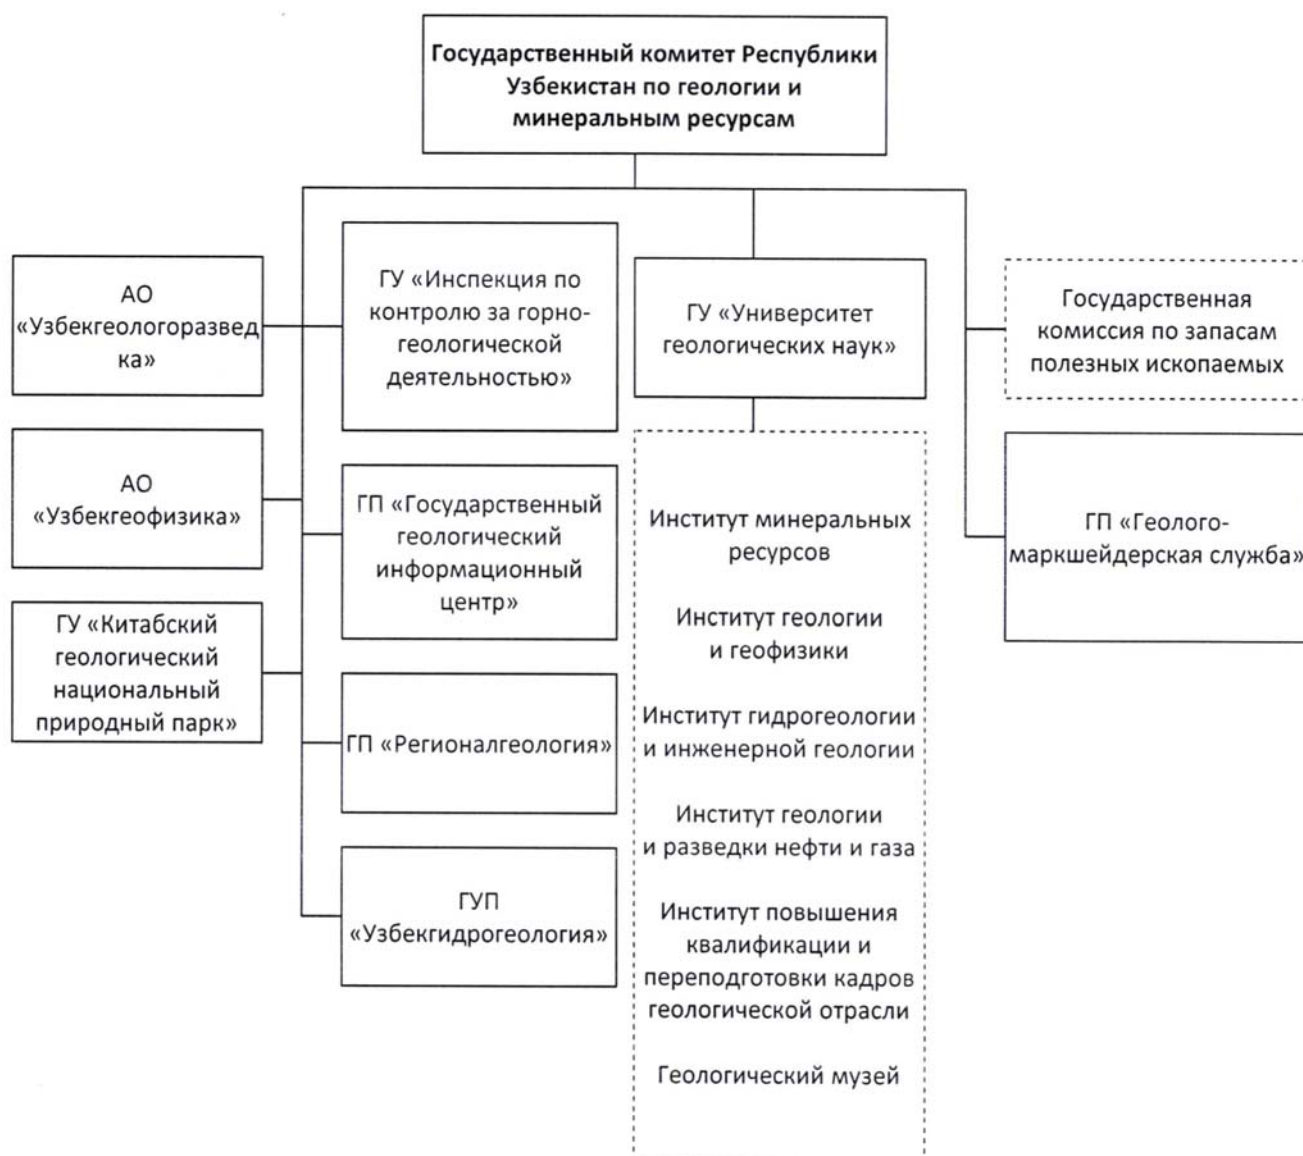 Государственный комитет Республики
Узбекистан по геологии и
минеральным ресурсам
АО
«Узбекгеологоразвед
ка»
АО
«Узбекгеофизика»
ГУ «Китабский
геологический
национальный
природный парк»
ГУ «Инспекция по
контролю за горно-
геологической
деятельностью»
ГП «Государственный
геологический
информационный
центр»
ГП «Регионалгеология»
ГУП
«Узбекгидрогеология»
ГУ «Университет
геологических наук»
Институт минеральных
ресурсов
Институт геологии
и геофизики
Институт гидрогеологии
и инженерной геологии
Институт геологии
и разведки нефти и газа
Институт повышения
квалификации и
переподготовки кадров
геологической отрасли
Геологический музей
Государственная
комиссия по запасам
полезных ископаемых
ГП «Геолого-
маркшейдерская служба»